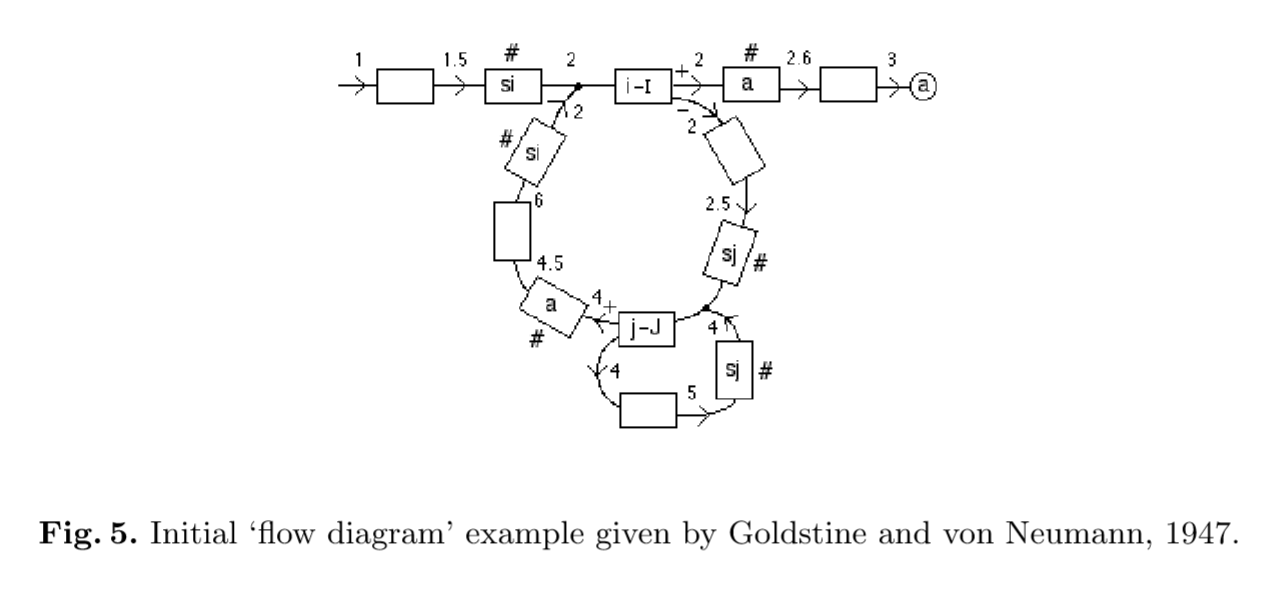 1 1.5 # 2 + 2 # 2.6 3
si i-I a a
- 2
2
# si
2.5
6
sj #
4.5
a 4 + j-J 4
#
4 sj #
5
Fig. 5. Initial ‘flow diagram’ example given by Goldstine and von Neumann, 1947.